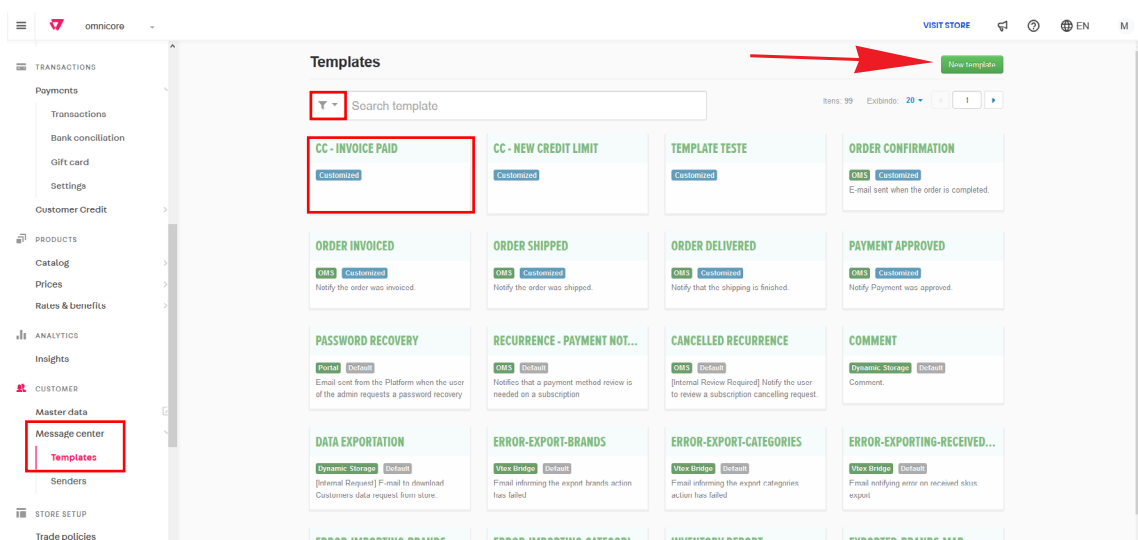 omnicore
VISIT STORE
EN
M
TRANSACTIONS
Payments
Transactions
Bank conciliation
Gift card
Settings
Customer Credit
PRODUCTS
Catalog
Prices
Rates & benefits
ANALYTICS
Insights
CUSTOMER
Master data
Message center
Templates
Senders
STORE SETUP
Trade policies
Templates
New template
Search template
Itens: 99 Exibindo: 20 1
CC - INVOICE PAID
Customized
CC - NEW CREDIT LIMIT
Customized
TEMPLATE TESTE
Customized
ORDER CONFIRMATION
OMS Customized
E-mail sent when the order is completed.
ORDER INVOICED
OMS Customized
Notify the order was invoiced.
ORDER SHIPPED
OMS Customized
Notify the order was shipped.
ORDER DELIVERED
OMS Customized
Notify that the shipping is finished.
PAYMENT APPROVED
OMS Customized
Notify Payment was approved.
PASSWORD RECOVERY
Portal Default
Email sent from the Platform when the user
of the admin requests a password recovery
RECURRENCE - PAYMENT NOT...
OMS Default
Notifies that a payment method review is
needed on a subscription
CANCELLED RECURRENCE
OMS Default
[Internal Review Required] Notify the user
to review a subscription cancelling request.
COMMENT
Dynamic Storage Default
Comment.
DATA EXPORTATION
Dynamic Storage Default
[Internal Request] E-mail to download
Customers data request from store.
ERROR-EXPORT-BRANDS
Vtex Bridge Default
Email informing the export brands action
has failed
ERROR-EXPORT-CATEGORIES
Vtex Bridge Default
Email informing the export categories
action has failed
ERROR-EXPORTING-RECEIVED...
Vtex Bridge Default
Email notifying error on received skus
export
ERROR-IMPORTING-BRANDS
ERROR-IMPORTING-CATEGORI...
INVENTORY REPORT
EXPORTED-BRANDS-MAP